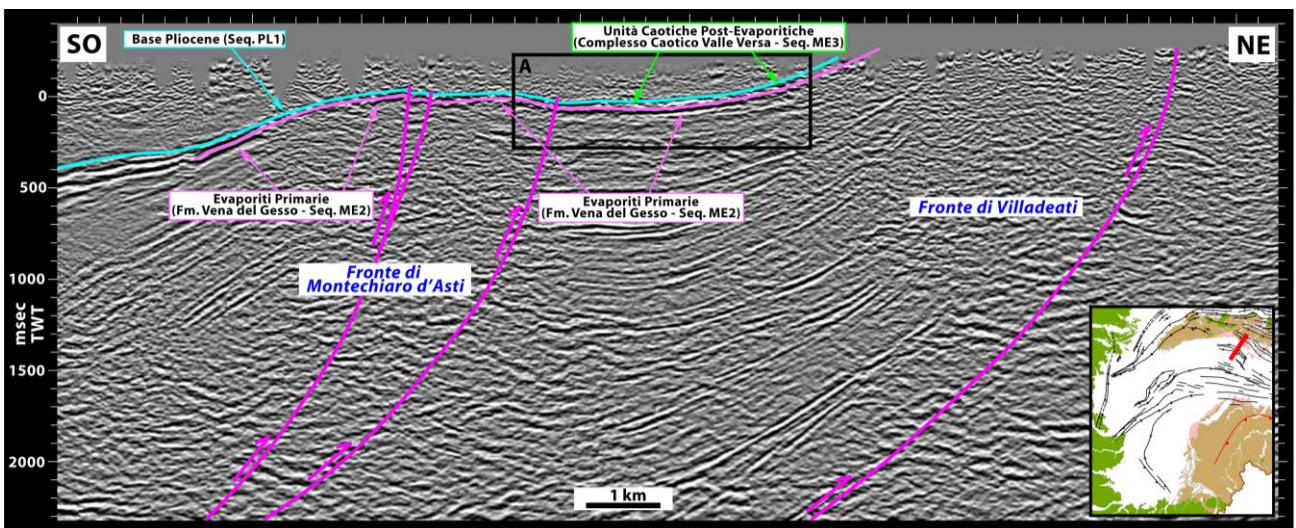 SO
Base Pliocene (Seq. PL1)
Unità Caotiche Post-Evaporitiche
(Complesso Caotico Valle Versa - Seq. ME3)
NE
A
0
500
1000
1500
2000
msec
TWT
Evaporiti Primarie
(Fm. Vena del Gesso - Seq. ME2)
Evaporiti Primarie
(Fm. Vena del Gesso - Seq. ME2)
Fronte di Villadeati
Fronte di
Montechiaro d'Asti
1 km